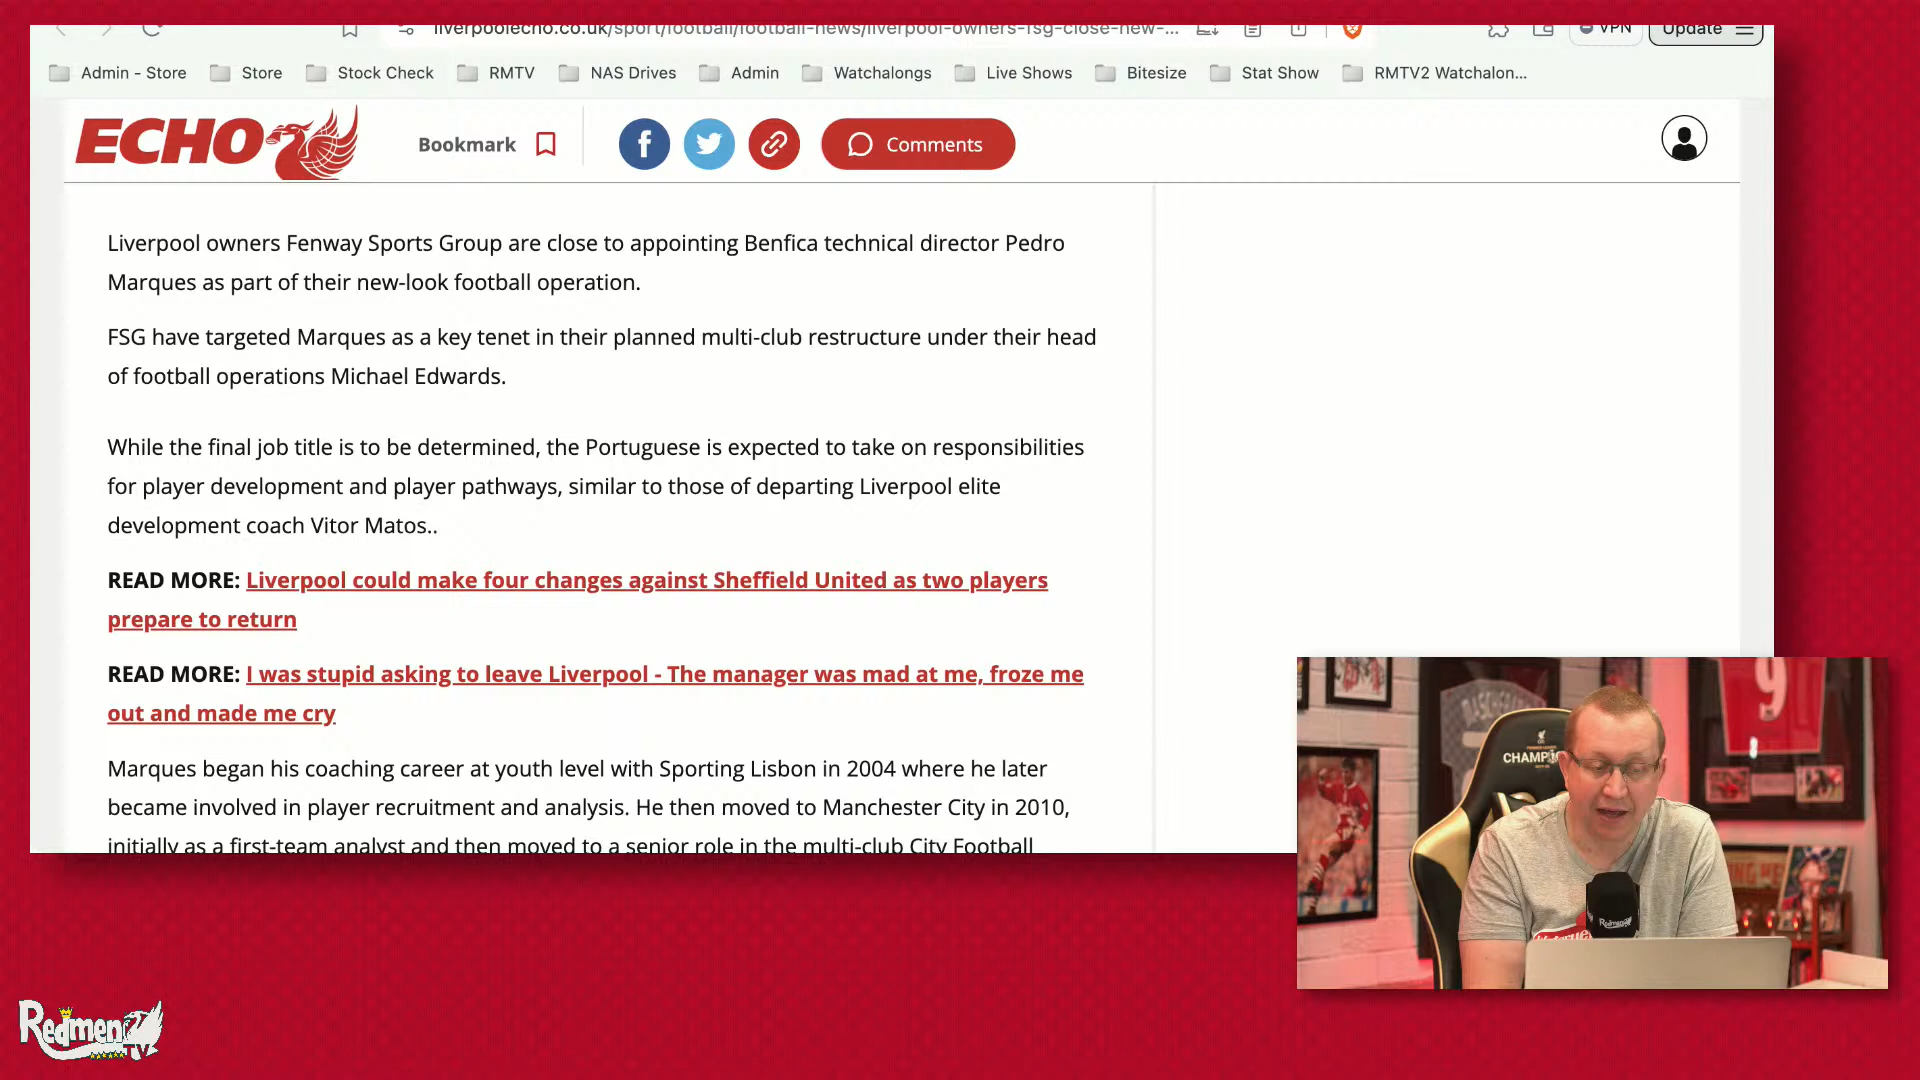 liverpoolecho.co.uk/sport/football/football-news/liverpool-owners-fsg-close-new-...
VPN
Update
Admin - Store
Store
Stock Check
RMTV
NAS Drives
Admin
Watchalongs
Live Shows
Bitesize
Stat Show
RMTV2 Watchalon...
ECHO
Bookmark
Comments
Liverpool owners Fenway Sports Group are close to appointing Benfica technical director Pedro
Marques as part of their new-look football operation.
FSG have targeted Marques as a key tenet in their planned multi-club restructure under their head
of football operations Michael Edwards.
While the final job title is to be determined, the Portuguese is expected to take on responsibilities
for player development and player pathways, similar to those of departing Liverpool elite
development coach Vitor Matos..
READ MORE: Liverpool could make four changes against Sheffield United as two players
prepare to return
READ MORE: I was stupid asking to leave Liverpool - The manager was mad at me, froze me
out and made me cry
Marques began his coaching career at youth level with Sporting Lisbon in 2004 where he later
became involved in player recruitment and analysis. He then moved to Manchester City in 2010,
initially as a first-team analyst and then moved to a senior role in the multi-club City Football
9
Redmen
Redmen TV